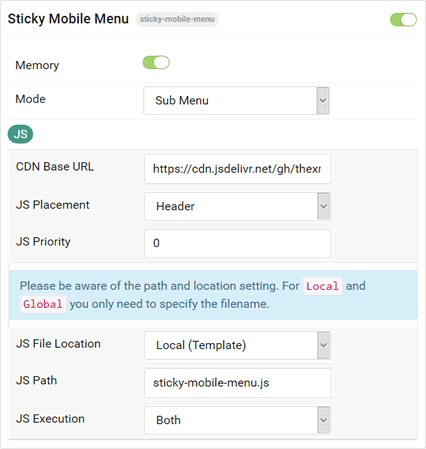 Sticky Mobile Menu sticky-mobile-menu
Memory
Mode Sub Menu
JS
CDN Base URL https://cdn.jsdelivr.net/gh/thexr
JS Placement Header
JS Priority 0
Please be aware of the path and location setting. For Local and
Global you only need to specify the filename.
JS File Location Local (Template)
JS Path sticky-mobile-menu.js
JS Execution Both